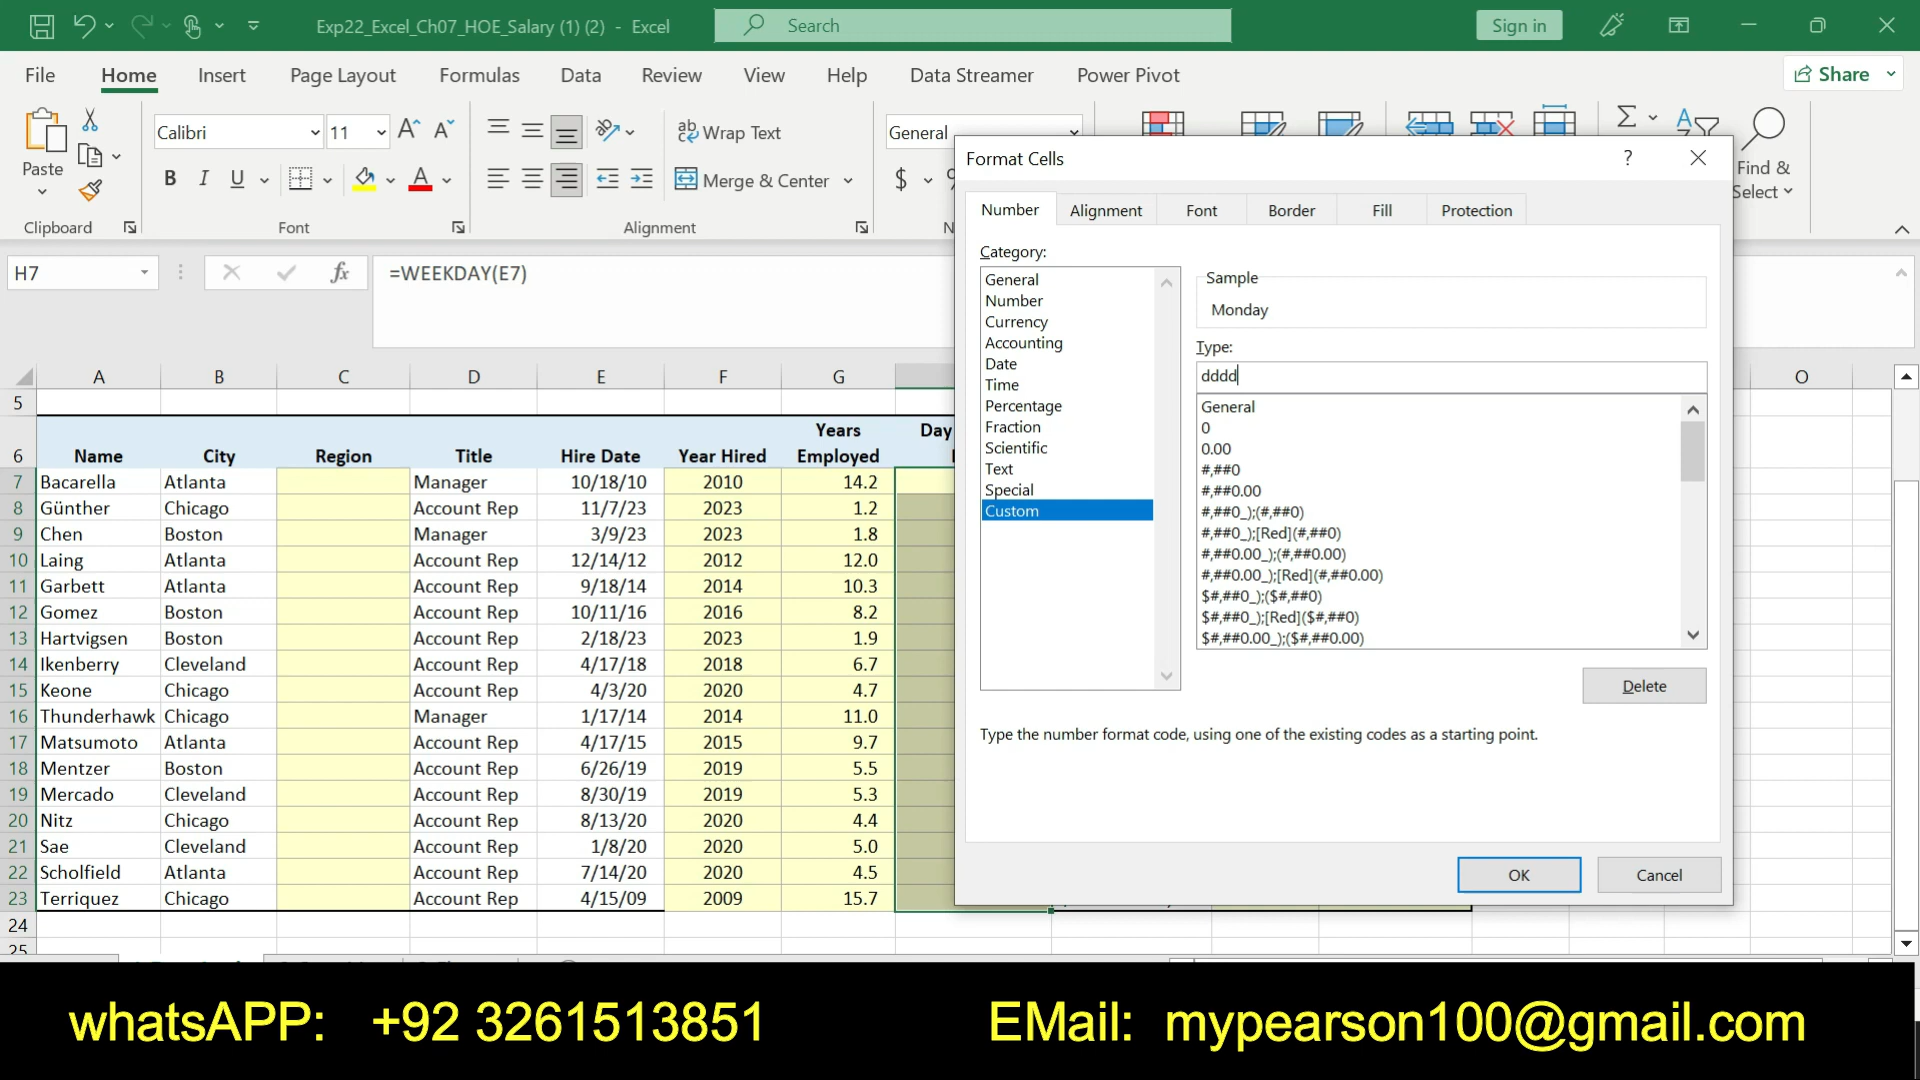 Exp22_Excel_Ch07_HOE_Salary (1) (2) - Excel
Search
Sign in
File Home Insert Page Layout Formulas Data Review View Help Data Streamer Power Pivot
Share
Calibri 11
Wrap Text
General
Paste
B I U
Merge & Center
$
Find &
Select
Clipboard Font Alignment N
H7
fx
=WEEKDAY(E7)
A B C D E F G O
5
Years Day
6 Name City Region Title Hire Date Year Hired Employed
7 Bacarella Atlanta Manager 10/18/10 2010 14.2
8 Günther Chicago Account Rep 11/7/23 2023 1.2
9 Chen Boston Manager 3/9/23 2023 1.8
10 Laing Atlanta Account Rep 12/14/12 2012 12.0
11 Garbett Atlanta Account Rep 9/18/14 2014 10.3
12 Gomez Boston Account Rep 10/11/16 2016 8.2
13 Hartvigsen Boston Account Rep 2/18/23 2023 1.9
14 Ikenberry Cleveland Account Rep 4/17/18 2018 6.7
15 Keone Chicago Account Rep 4/3/20 2020 4.7
16 Thunderhawk Chicago Manager 1/17/14 2014 11.0
17 Matsumoto Atlanta Account Rep 4/17/15 2015 9.7
18 Mentzer Boston Account Rep 6/26/19 2019 5.5
19 Mercado Cleveland Account Rep 8/30/19 2019 5.3
20 Nitz Chicago Account Rep 8/13/20 2020 4.4
21 Sae Cleveland Account Rep 1/8/20 2020 5.0
22 Scholfield Atlanta Account Rep 7/14/20 2020 4.5
23 Terriquez Chicago Account Rep 4/15/09 2009 15.7
24
25
Format Cells
?
Number Alignment Font Border Fill Protection
Category:
General
Number
Currency
Accounting
Date
Time
Percentage
Fraction
Scientific
Text
Special
Custom
Sample
Monday
Type:
dddd
General
0
0.00
#,##0
#,##0.00
#,##0_);(#,##0)
#,##0_);[Red](#,##0)
#,##0.00_);(#,##0.00)
#,##0.00_);[Red](#,##0.00)
$#,##0_);($#,##0)
$#,##0_);[Red]($#,##0)
$#,##0.00_);($#,##0.00)
Delete
Type the number format code, using one of the existing codes as a starting point.
OK Cancel
whatsAPP: +92 3261513851 EMail: mypearson100@gmail.com